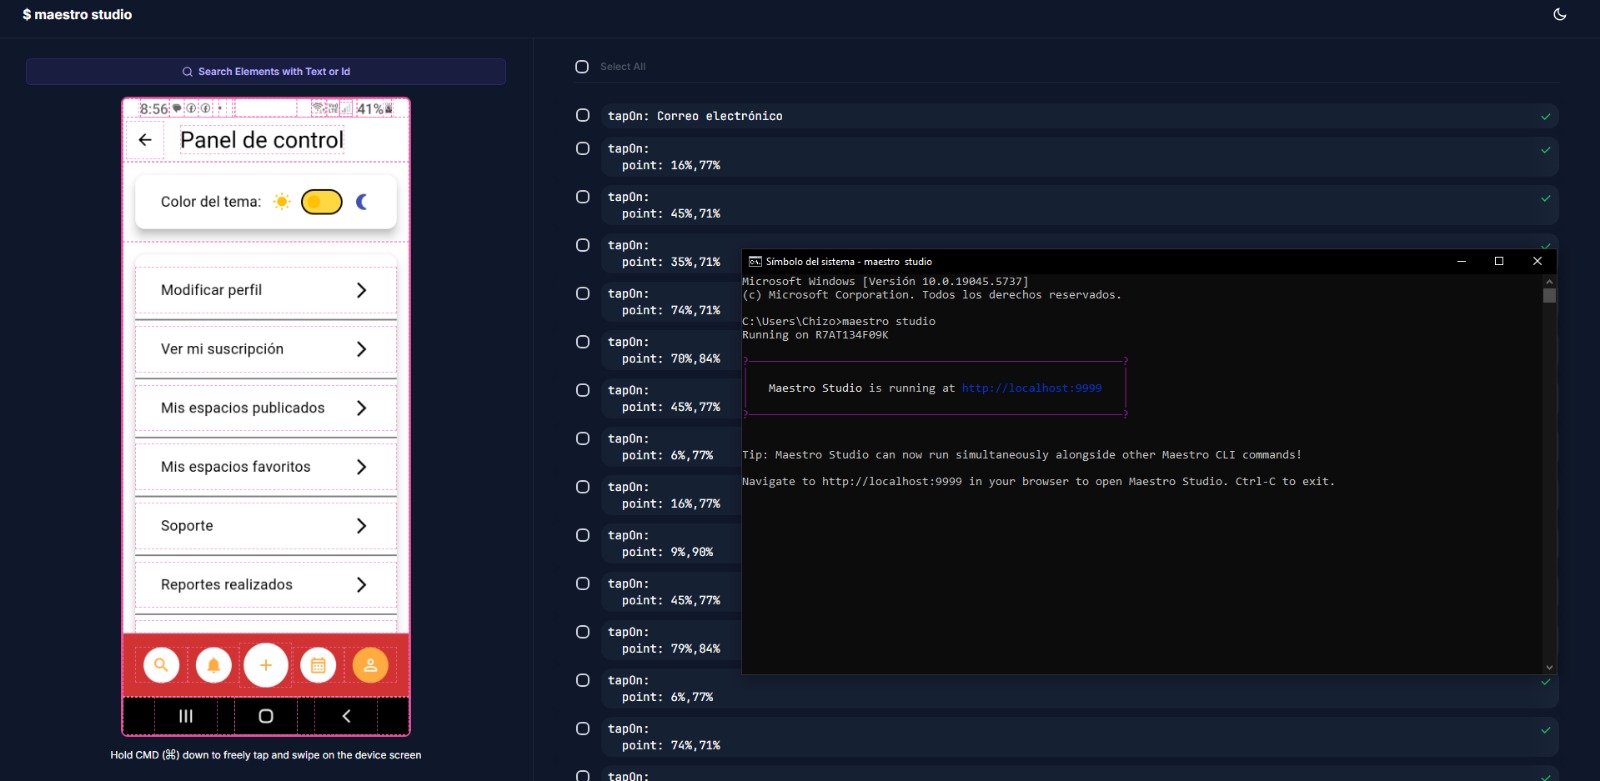 $ maestro studio
Search Elements with Text or Id
8:56
41%
Panel de control
Color del tema:
Modificar perfil
Ver mi suscripción
Mis espacios publicados
Mis espacios favoritos
Soporte
Reportes realizados
Hold CMD (⌘) down to freely tap and swipe on the device screen
Select All
tapOn: Correo electrónico
tapOn:
point: 16%,77%
tapOn:
point: 45%,71%
tapOn:
point: 35%,71%
tapOn:
point: 74%,71%
tapOn:
point: 70%,84%
tapOn:
point: 45%,77%
tapOn:
point: 6%,77%
tapOn:
point: 16%,77%
tapOn:
point: 9%,90%
tapOn:
point: 45%,77%
tapOn:
point: 79%,84%
tapOn:
point: 6%,77%
tapOn:
point: 74%,71%
tapOn:
Símbolo del sistema - maestro studio
Microsoft Windows [Versión 10.0.19045.5737]
(c) Microsoft Corporation. Todos los derechos reservados.
C:\Users\Chizo>maestro studio
Running on R7AT134F09K
Maestro Studio is running at http://localhost:9999
Tip: Maestro Studio can now run simultaneously alongside other Maestro CLI commands!
Navigate to http://localhost:9999 in your browser to open Maestro Studio. Ctrl-C to exit.